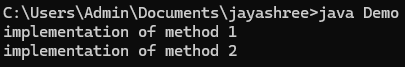 C:\Users\Admin\Documents\jayashree>java Demo
implementation of method 1
implementation of method 2